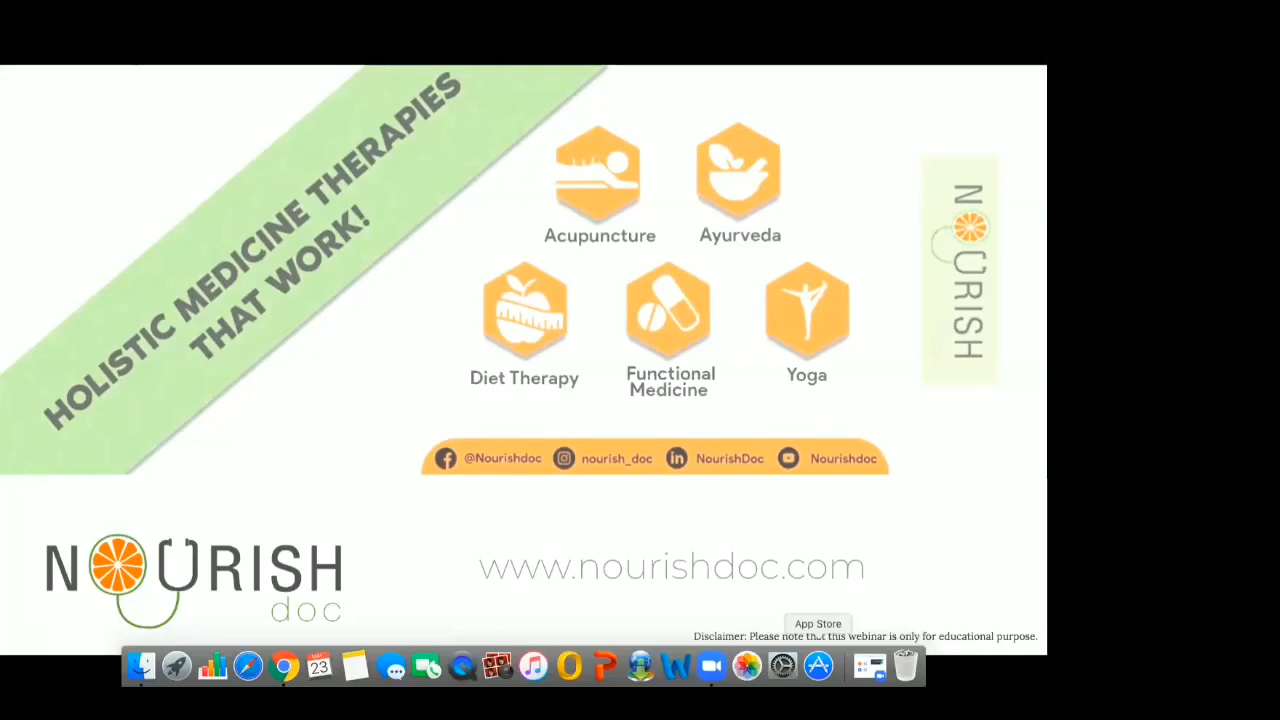 HOLISTIC MEDICINE THERAPIES
THAT WORK!
Acupuncture
Ayurveda
Diet Therapy
Functional
Medicine
Yoga
NOURISH
@Nourishdoc
nourish_doc
NourishDoc
Nourishdoc
NOURISH
doc
www.nourishdoc.com
App Store
Disclaimer: Please note that this webinar is only for educational purpose.
23